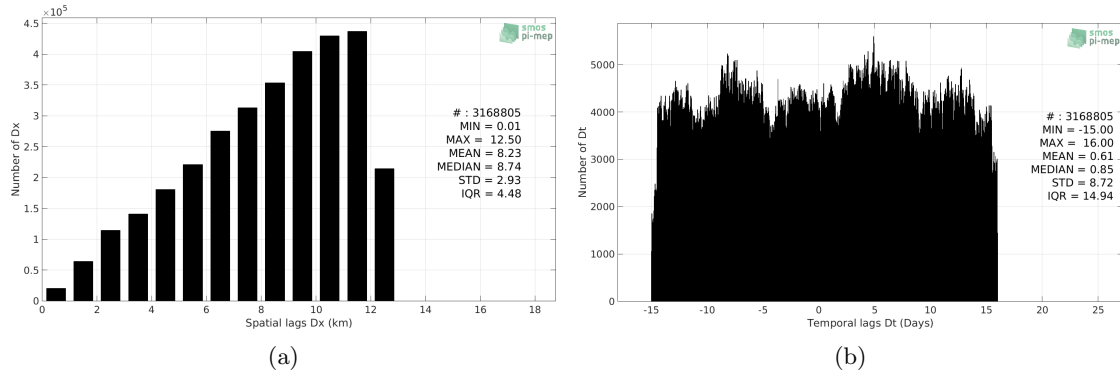 4.5 ×10⁵
4
3.5
3
2.5
2
1.5
1
0.5
0
Number of Dx
0 2 4 6 8 10 12 14 16 18
Spatial lags Dx (km)
smos
pi-mep
# : 3168805
MIN = 0.01
MAX = 12.50
MEAN = 8.23
MEDIAN = 8.74
STD = 2.93
IQR = 4.48
(a)
5000
4000
3000
2000
1000
0
Number of Dt
-15 -10 -5 0 5 10 15 20 25
Temporal lags Dt (Days)
smos
pi-mep
# : 3168805
MIN = -15.00
MAX = 16.00
MEAN = 0.61
MEDIAN = 0.85
STD = 8.72
IQR = 14.94
(b)